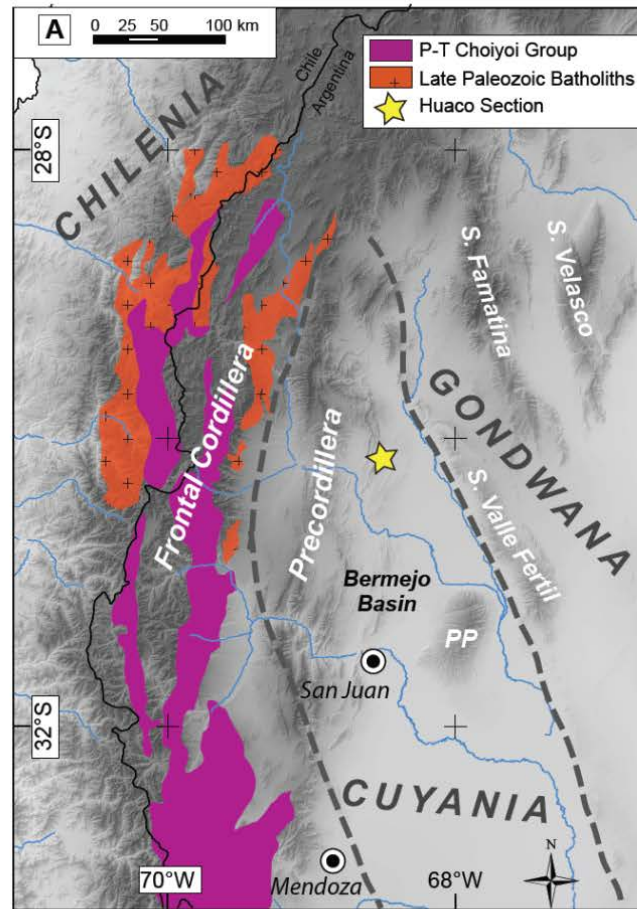 A
0 25 50 100 km
P-T Choiyoi Group
Late Paleozoic Batholiths
Huaco Section
Chile
Argentina
CHILENIA
28°S
S. Famatina
S. Velasco
GONDWANA
Frontal Cordillera
Precordillera
S. Valle Fertil
Bermejo
Basin
PP
San Juan
32°S
CUYANIA
70°W
68°W
Mendoza
N